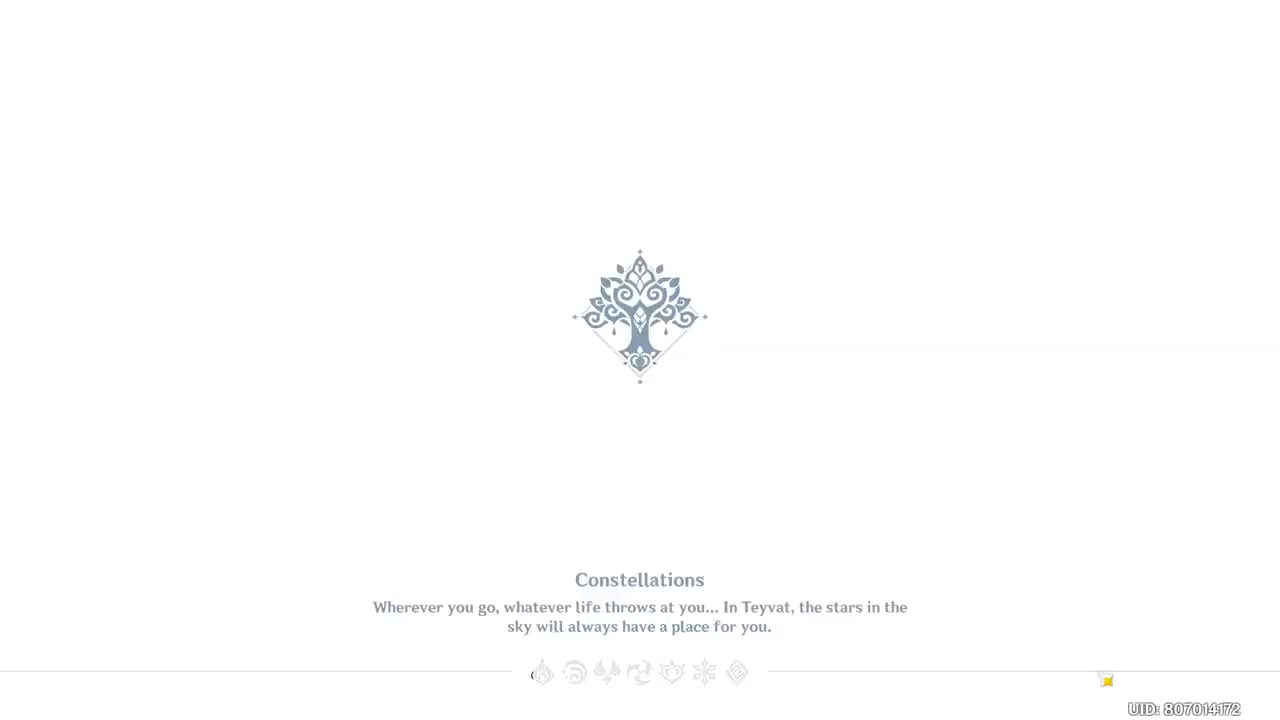 Constellations
Wherever you go, whatever life throws at you... In Teyvat, the stars in the
sky will always have a place for you.
UID: 807014172